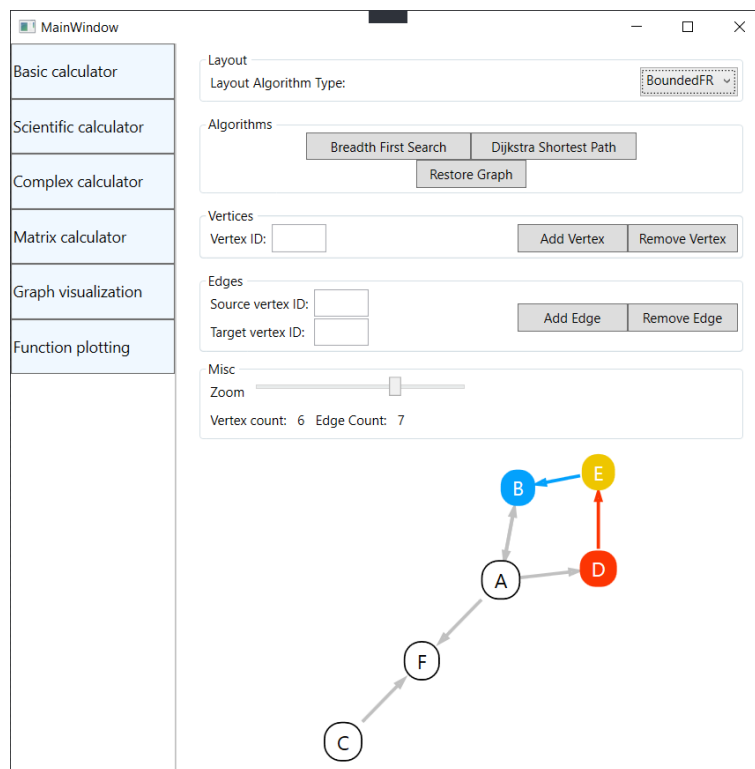 MainWindow
Basic calculator
Scientific calculator
Complex calculator
Matrix calculator
Graph visualization
Function plotting
Layout
Layout Algorithm Type: BoundedFR
Algorithms
Breadth First Search Dijkstra Shortest Path
Restore Graph
Vertices
Vertex ID: Add Vertex Remove Vertex
Edges
Source vertex ID:
Target vertex ID:
Add Edge Remove Edge
Misc
Zoom
Vertex count: 6 Edge Count: 7
E
B
D
A
F
C